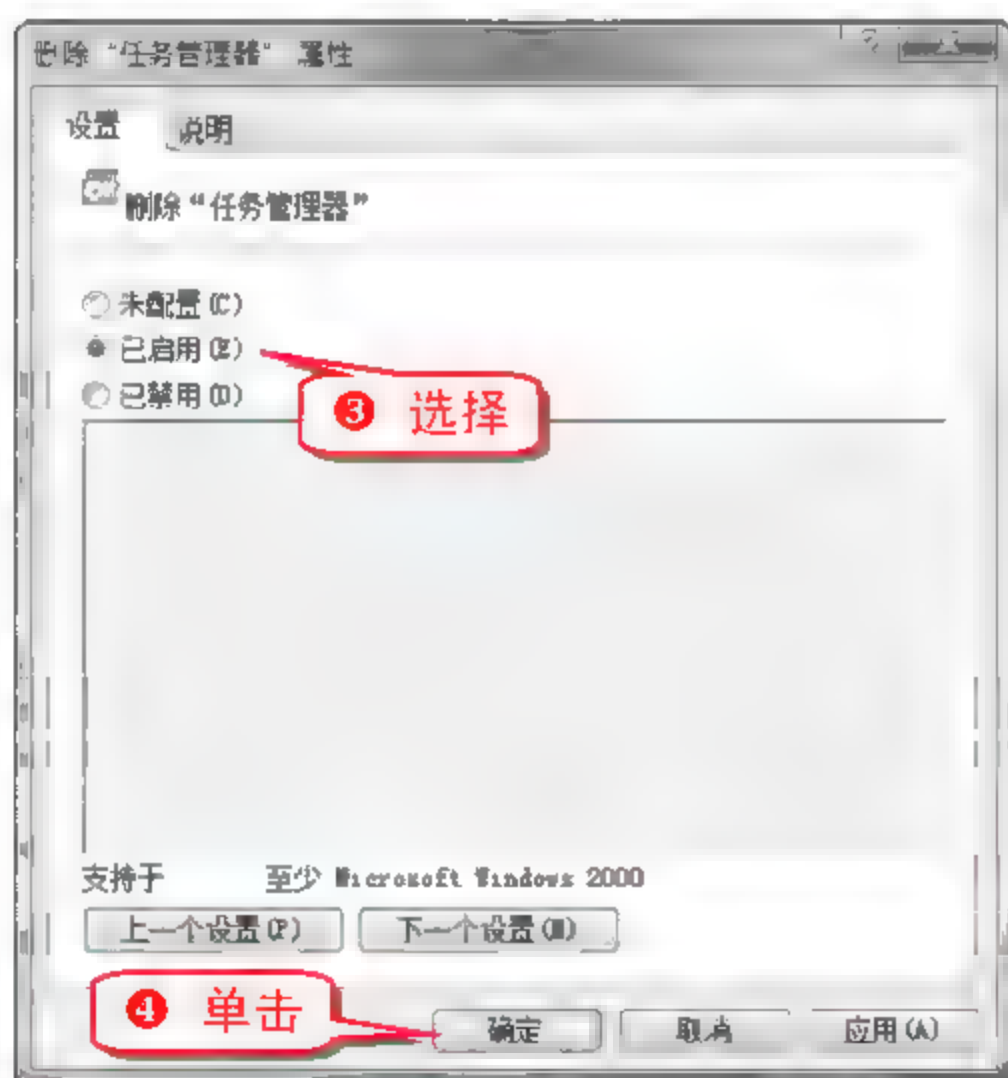 删除“任务管理器” 属性
设置 说明
删除“任务管理器”
未配置(C)
已启用(E)
已禁用(D)
❸ 选择
支持于 至少 Microsoft Windows 2000
上一个设置(P) 下一个设置(N)
❹ 单击
确定 取消 应用(A)